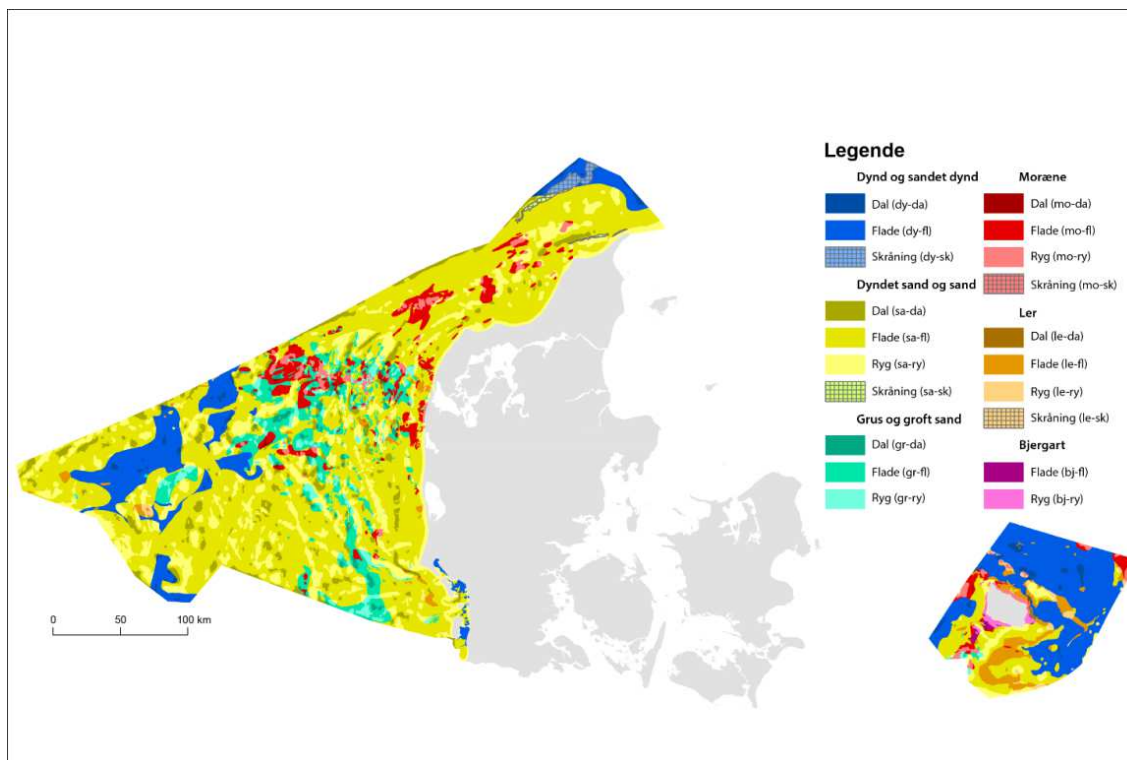 Legende
Dynd og sandet dynd
Dal (dy-da)
Flade (dy-fl)
Skråning (dy-sk)
Dyndet sand og sand
Dal (sa-da)
Flade (sa-fl)
Ryg (sa-ry)
Skråning (sa-sk)
Grus og groft sand
Dal (gr-da)
Flade (gr-fl)
Ryg (gr-ry)
Moræne
Dal (mo-da)
Flade (mo-fl)
Ryg (mo-ry)
Skråning (mo-sk)
Ler
Dal (le-da)
Flade (le-fl)
Ryg (le-ry)
Skråning (le-sk)
Bjergart
Flade (bj-fl)
Ryg (bj-ry)
0 50 100 km